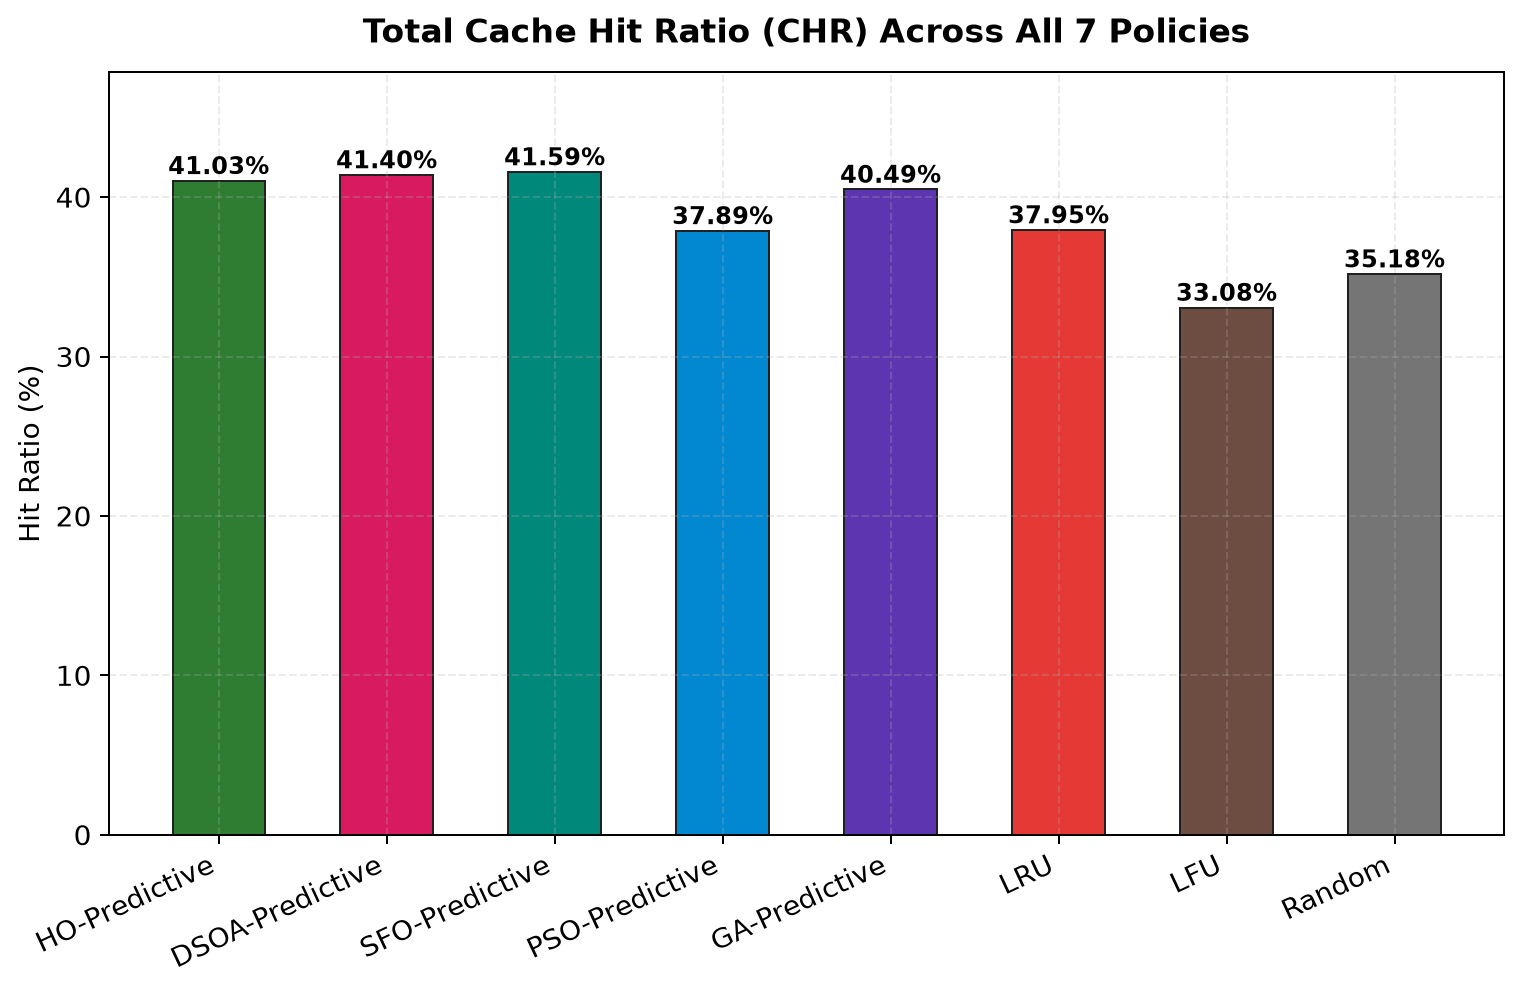 Total Cache Hit Ratio (CHR) Across All 7 Policies
Hit Ratio (%)
40
30
20
10
0
41.03%
41.40%
41.59%
37.89%
40.49%
37.95%
33.08%
35.18%
HO-Predictive
DSOA-Predictive
SFO-Predictive
PSO-Predictive
GA-Predictive
LRU
LFU
Random